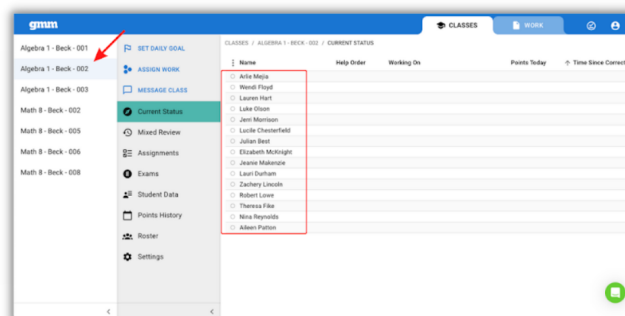 gmm
CLASSES
WORK
Algebra 1 - Beck - 001
Algebra 1 - Beck - 002
Algebra 1 - Beck - 003
Math 8 - Beck - 002
Math 8 - Beck - 005
Math 8 - Beck - 006
Math 8 - Beck - 008
SET DAILY GOAL
ASSIGN WORK
MESSAGE CLASS
Current Status
Mixed Review
Assignments
Exams
Student Data
Points History
Roster
Settings
CLASSES / ALGEBRA 1 - BECK - 002 / CURRENT STATUS
Name Help Order Working On Points Today Time Since Correct
Arlie Mejia
Wendi Floyd
Lauren Hart
Luke Olson
Jerri Morrison
Lucile Chesterfield
Julian Best
Elizabeth McKnight
Jeanie Makenzie
Lauri Durham
Zachery Lincoln
Robert Lowe
Theresa Fike
Nina Reynolds
Aileen Patton